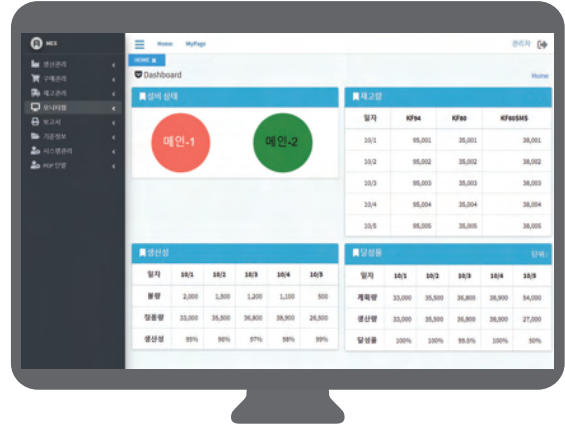 MES
Home MyPage 관리자
생산관리
구매관리
재고관리
모니터링
보고서
기준정보
시스템관리
POP 단말
HOME ×
Dashboard Home
설비 상태
메인-1 메인-2
재고량
일자 KF94 KF80 KF80SMS
10/1 95,001 35,001 38,001
10/2 95,002 35,002 38,002
10/3 95,003 35,003 38,003
10/4 95,004 35,004 38,004
10/5 95,005 35,005 38,005
생산성
일자 10/1 10/2 10/3 10/4 10/5
불량 2,000 1,500 1,200 1,100 500
양품량 33,000 35,500 36,800 38,900 26,500
생산성 95% 96% 97% 98% 99%
달성율 단위:
일자 10/1 10/2 10/3 10/4 10/5
계획량 33,000 35,500 36,800 38,900 54,000
생산량 33,000 35,500 36,800 38,900 27,000
달성율 100% 100% 99.5% 100% 50%